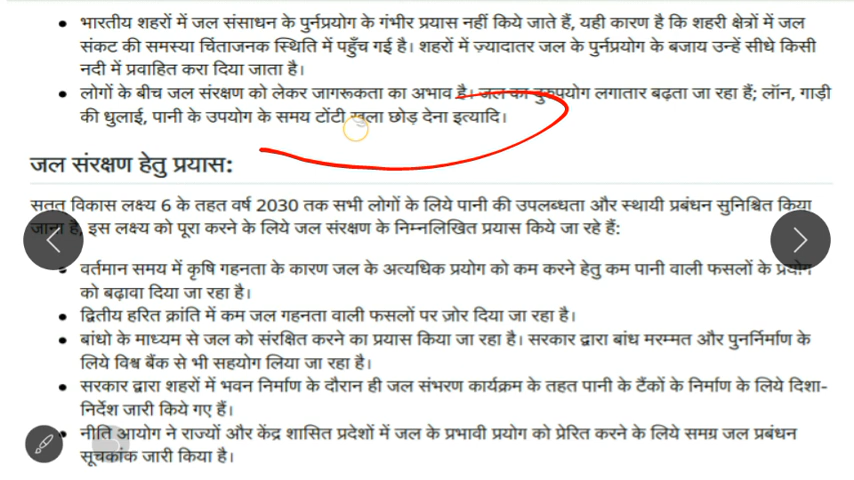 भारतीय शहरों में जल संसाधन के पुर्नप्रयोग के गंभीर प्रयास नहीं किये जाते हैं, यही कारण है कि शहरी क्षेत्रों में जल
संकट की समस्या चिंताजनक स्थिति में पहुँच गई है। शहरों में ज़्यादातर जल के पुर्नप्रयोग के बजाय उन्हें सीधे किसी
नदी में प्रवाहित करा दिया जाता है।
लोगों के बीच जल संरक्षण को लेकर जागरूकता का अभाव है। जल का दुरुपयोग लगातार बढ़ता जा रहा हैं; लॉन, गाड़ी
की धुलाई, पानी के उपयोग के समय टोंटी खुला छोड़ देना इत्यादि।
जल संरक्षण हेतु प्रयास:
सतत् विकास लक्ष्य 6 के तहत वर्ष 2030 तक सभी लोगों के लिये पानी की उपलब्धता और स्थायी प्रबंधन सुनिश्चित किया
जाना है, इस लक्ष्य को पूरा करने के लिये जल संरक्षण के निम्नलिखित प्रयास किये जा रहे हैं:
वर्तमान समय में कृषि गहनता के कारण जल के अत्यधिक प्रयोग को कम करने हेतु कम पानी वाली फसलों के प्रयोग
को बढ़ावा दिया जा रहा है।
द्वितीय हरित क्रांति में कम जल गहनता वाली फसलों पर ज़ोर दिया जा रहा है।
बांधो के माध्यम से जल को संरक्षित करने का प्रयास किया जा रहा है। सरकार द्वारा बांध मरम्मत और पुनर्निर्माण के
लिये विश्व बैंक से भी सहयोग लिया जा रहा है।
सरकार द्वारा शहरों में भवन निर्माण के दौरान ही जल संभरण कार्यक्रम के तहत पानी के टैंकों के निर्माण के लिये दिशा-
निर्देश जारी किये गए हैं।
नीति आयोग ने राज्यों और केंद्र शासित प्रदेशों में जल के प्रभावी प्रयोग को प्रेरित करने के लिये समग्र जल प्रबंधन
सूचकांक जारी किया है।